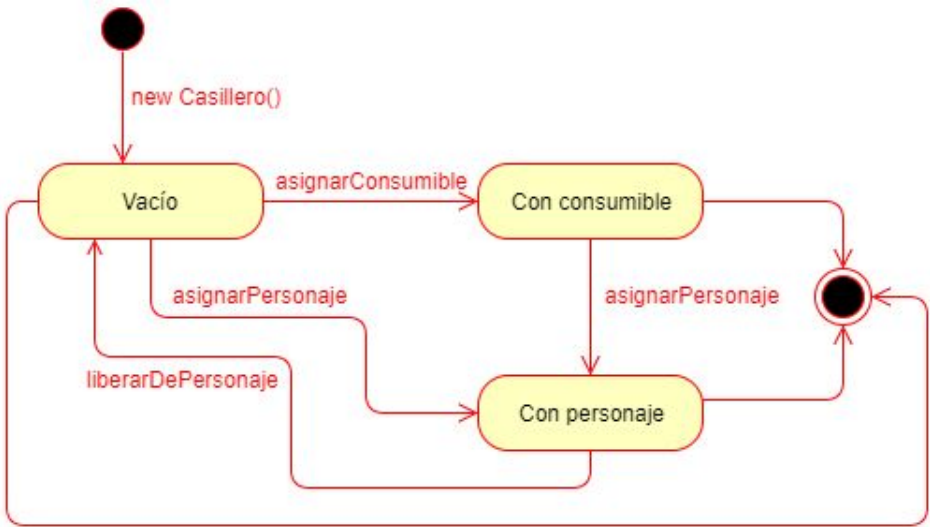 new Casillero()
Vacío
asignarConsumible
Con consumible
asignarPersonaje
asignarPersonaje
liberarDePersonaje
Con personaje